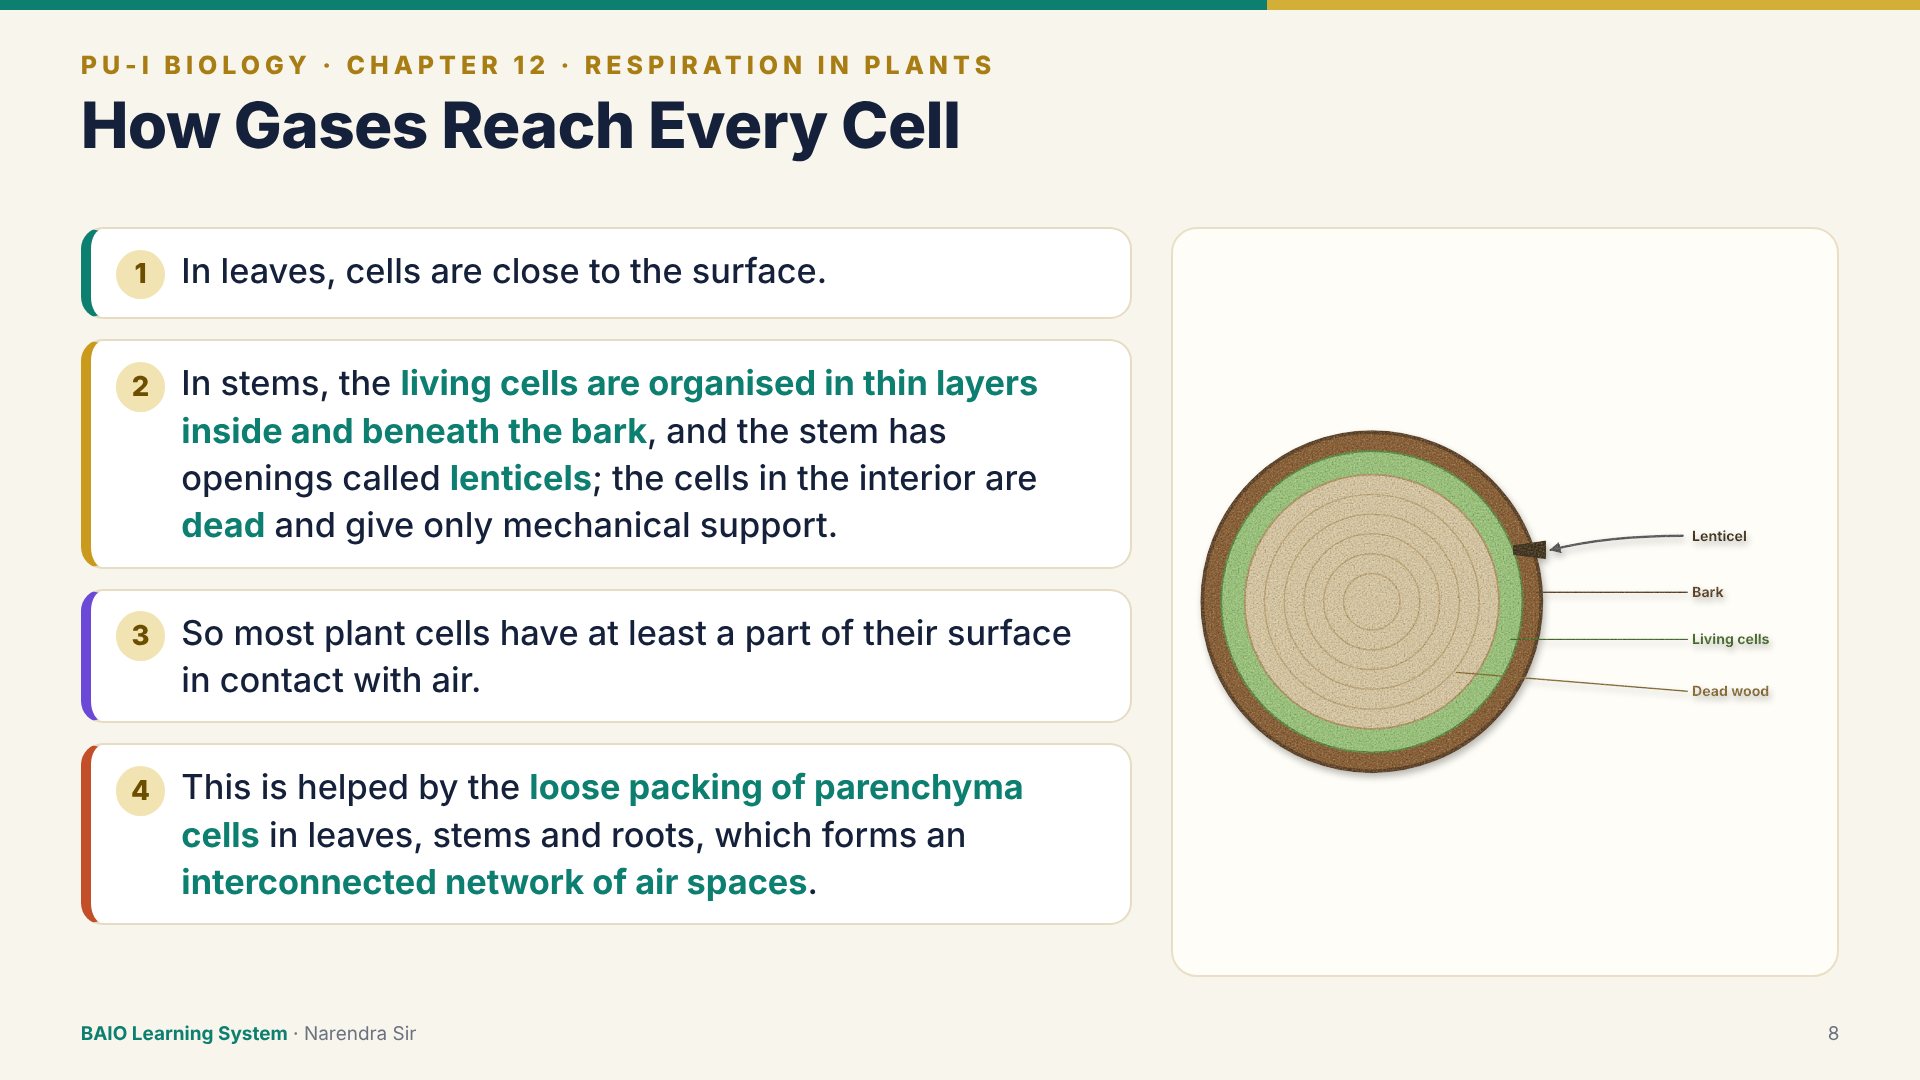 PU-I BIOLOGY · CHAPTER 12 · RESPIRATION IN PLANTS
How Gases Reach Every Cell
1 In leaves, cells are close to the surface.
2 In stems, the living cells are organised in thin layers
inside and beneath the bark, and the stem has
openings called lenticels; the cells in the interior are
dead and give only mechanical support.
3 So most plant cells have at least a part of their surface
in contact with air.
4 This is helped by the loose packing of parenchyma
cells in leaves, stems and roots, which forms an
interconnected network of air spaces.
Lenticel
Bark
Living cells
Dead wood
BAIO Learning System · Narendra Sir
8